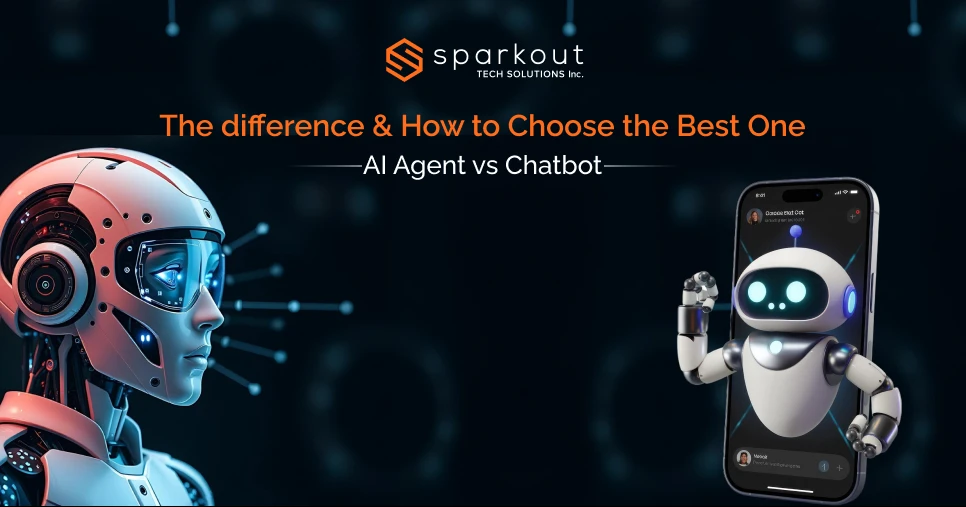 sparkout
TECH SOLUTIONS Inc.
The difference & How to Choose the Best One
AI Agent vs Chatbot